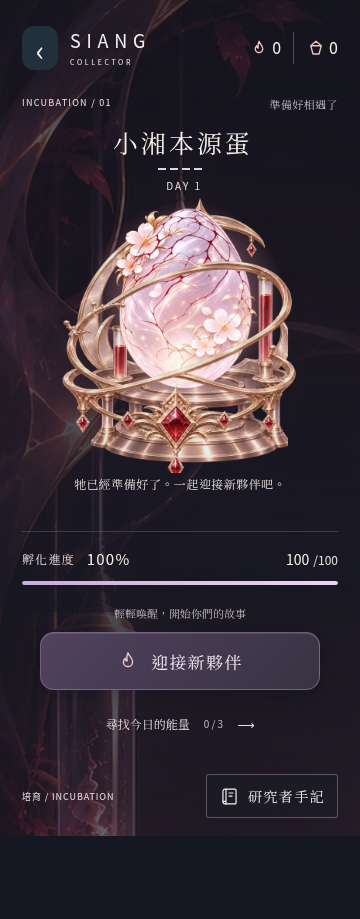 ‹
SIANG
COLLECTOR
0
0
INCUBATION / 01
準備好相遇了
小湘本源蛋
DAY 1
牠已經準備好了。一起迎接新夥伴吧。
孵化進度 100%
100 /100
輕輕喚醒，開始你們的故事
迎接新夥伴
尋找今日的能量 0/3 →
培育 / INCUBATION
研究者手記